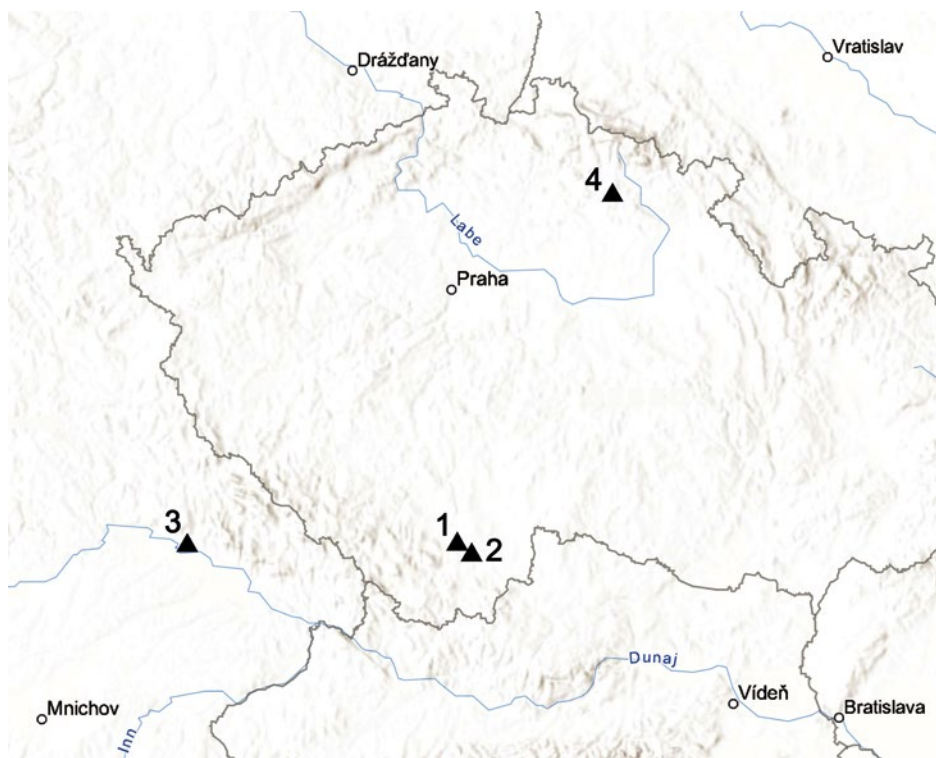 Drážďany
Vratislav
4
Labe
Praha
3
1
2
Dunaj
Mnichov
Inn
Vídeň
Bratislava